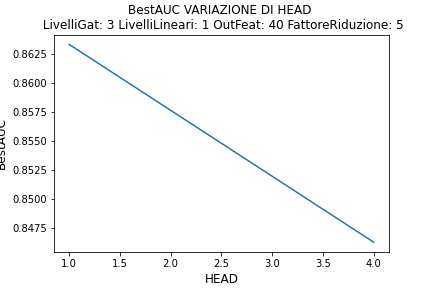 BestAUC VARIAZIONE DI HEAD
LivelliGat: 3 LivelliLineari: 1 OutFeat: 40 FattoreRiduzione: 5
BestAUC
0.8625
0.8600
0.8575
0.8550
0.8525
0.8500
0.8475
1.0 1.5 2.0 2.5 3.0 3.5 4.0
HEAD